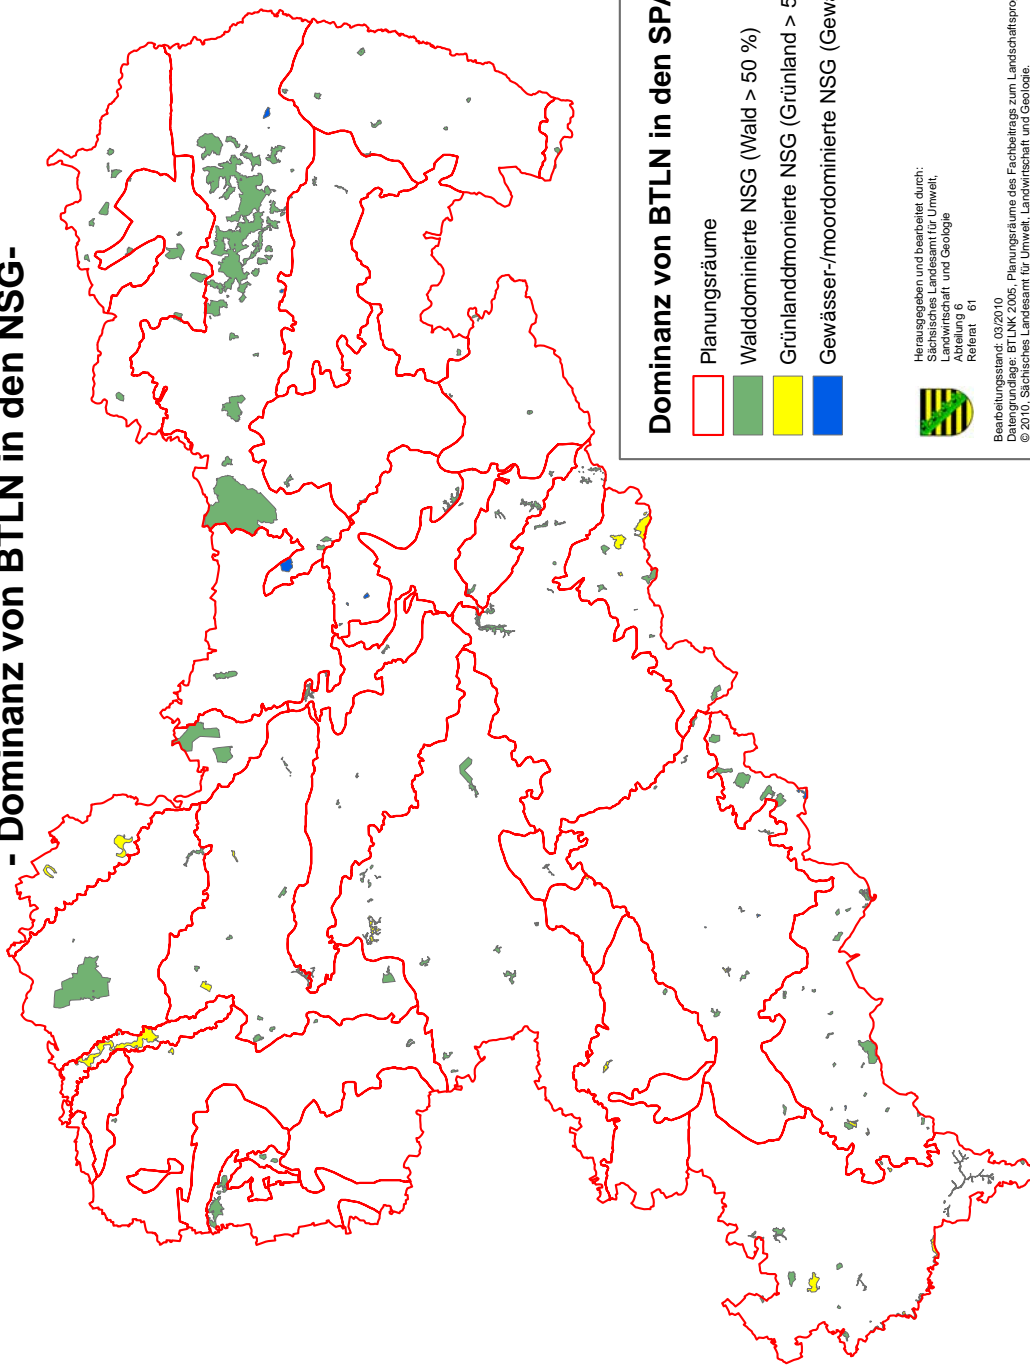 - Dominanz von BTLN in den NSG-
Dominanz von BTLN in den SPA
Planungsräume
Walddominierte NSG (Wald > 50 %)
Grünlanddmonierte NSG (Grünland > 5
Gewässer-/moordominierte NSG (Gewä
Herausgegeben und bearbeitet durch:
Sächsisches Landesamt für Umwelt,
Landwirtschaft und Geologie
Abteilung 6
Referat 61
Bearbeitungsstand: 03/2010
Datengrundlage: BTLNK 2005, Planungsräume des Fachbeitrags zum Landschaftspro
© 2010, Sächsisches Landesamt für Umwelt, Landwirtschaft und Geologie.